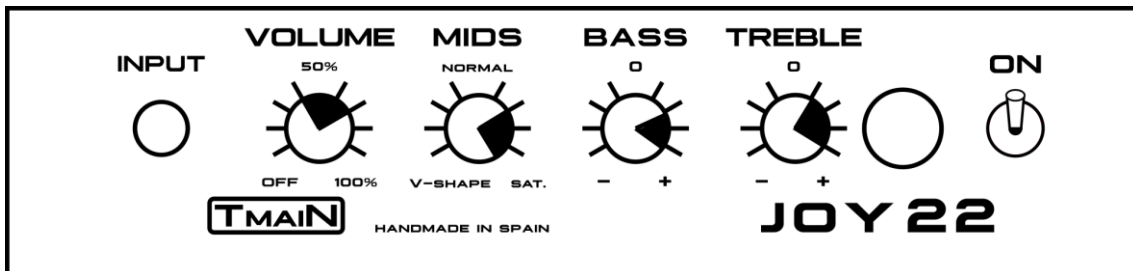 INPUT
VOLUME
50%
OFF 100%
MIDS
NORMAL
V-SHAPE SAT.
BASS
0
- +
TREBLE
0
- +
ON
TMAIN
HANDMADE IN SPAIN
JOY 22